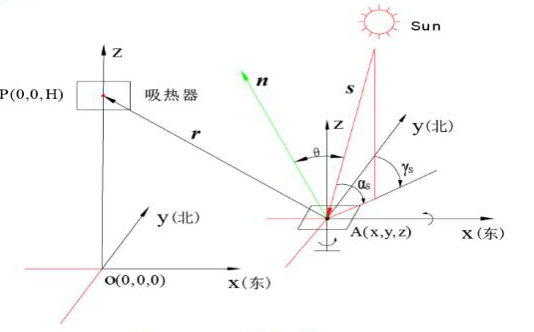 Sun
z
P(0,0,H)
吸热器
n
s
r
z
y(北)
θ
γs
αs
y(北)
A(x,y,z)
x(东)
O(0,0,0)
x(东)